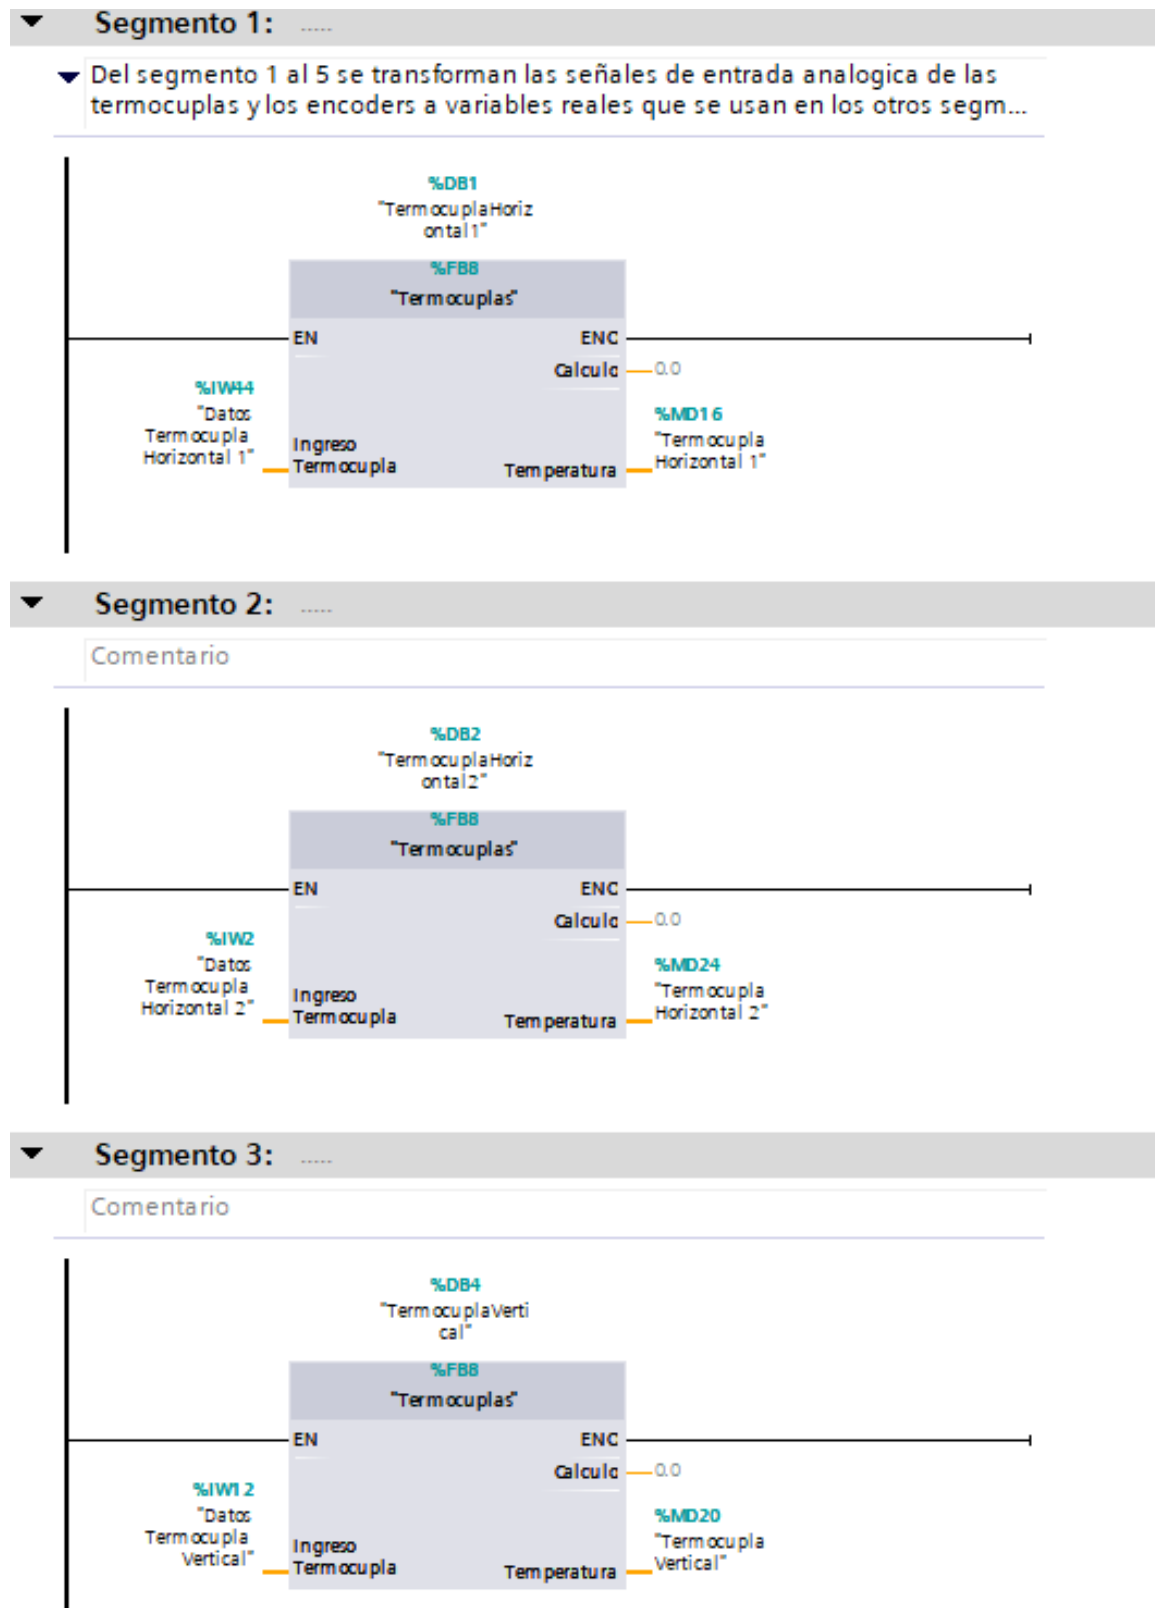 Segmento 1: .....
Del segmento 1 al 5 se transforman las señales de entrada analogica de las
termocuplas y los encoders a variables reales que se usan en los otros segm...
%DB1
"TermocuplaHoriz
ontal1"
%FB8
"Termocuplas"
EN ENO
Calculo 0.0
%IW44
"Datos
Termocupla
Horizontal 1"
Ingreso
Termocupla
Temperatura
%MD16
"Termocupla
Horizontal 1"
Segmento 2: .....
Comentario
%DB2
"TermocuplaHoriz
ontal2"
%FB8
"Termocuplas"
EN ENO
Calculo 0.0
%IW2
"Datos
Termocupla
Horizontal 2"
Ingreso
Termocupla
Temperatura
%MD24
"Termocupla
Horizontal 2"
Segmento 3: .....
Comentario
%DB4
"TermocuplaVerti
cal"
%FB8
"Termocuplas"
EN ENO
Calculo 0.0
%IW12
"Datos
Termocupla
Vertical"
Ingreso
Termocupla
Temperatura
%MD20
"Termocupla
Vertical"